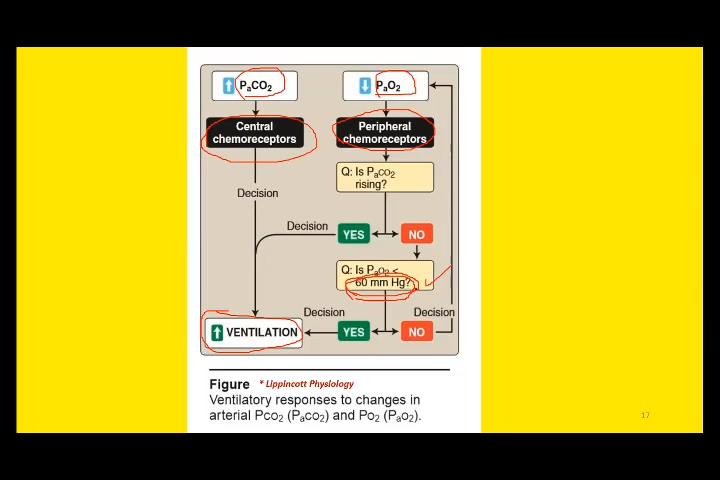 PaCO2
PaO2
Central
chemoreceptors
Peripheral
chemoreceptors
Q: Is PaCO2
rising?
Decision
Decision
YES
NO
Q: Is PaO2 <
60 mm Hg?
Decision
Decision
VENTILATION
YES
NO
Figure * Lippincott Physiology
Ventilatory responses to changes in
arterial PCO2 (PaCO2) and PO2 (PaO2).
17